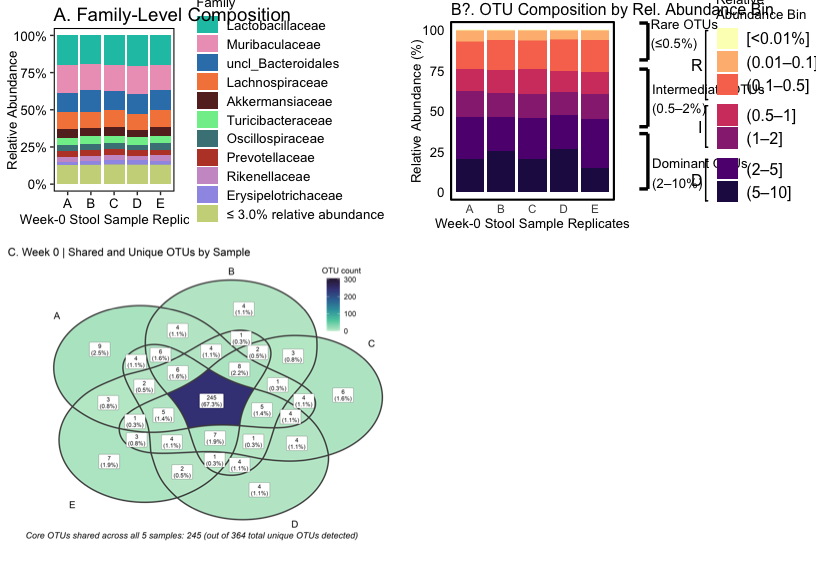 A. Family-Level Composition
Family
Relative Abundance
100%
75%
50%
25%
0%
A B C D E
Week-0 Stool Sample Replic
Lactobacillaceae
Muribaculaceae
uncl_Bacteroidales
Lachnospiraceae
Akkermansiaceae
Turicibacteraceae
Oscillospiraceae
Prevotellaceae
Rikenellaceae
Erysipelotrichaceae
≤ 3.0% relative abundance
B?. OTU Composition by Rel. Abundance Bin
Relative Abundance (%)
100
75
50
25
0
A B C D E
Week-0 Stool Sample Replicates
Rare OTUs
(≤0.5%)
Intermediate OTUs
(0.5–2%)
Dominant OTUs
(2–10%)
Relative
Abundance Bin
R
I
D
[<0.01%]
(0.01–0.1]
(0.1–0.5]
(0.5–1]
(1–2]
(2–5]
(5–10]
C. Week 0 | Shared and Unique OTUs by Sample
OTU count
300
200
100
0
A
B
C
D
E
4
(1.1%)
9
(2.5%)
4
(1.1%)
1
(0.3%)
2
(0.5%)
3
(0.8%)
4
(1.1%)
6
(1.6%)
4
(1.1%)
6
(1.6%)
8
(2.2%)
1
(0.3%)
6
(1.6%)
2
(0.5%)
3
(0.8%)
245
(67.3%)
4
(1.1%)
5
(1.4%)
5
(1.4%)
4
(1.1%)
1
(0.3%)
3
(0.8%)
4
(1.1%)
7
(1.9%)
1
(0.3%)
4
(1.1%)
7
(1.9%)
2
(0.5%)
1
(0.3%)
4
(1.1%)
4
(1.1%)
Core OTUs shared across all 5 samples: 245 (out of 364 total unique OTUs detected)